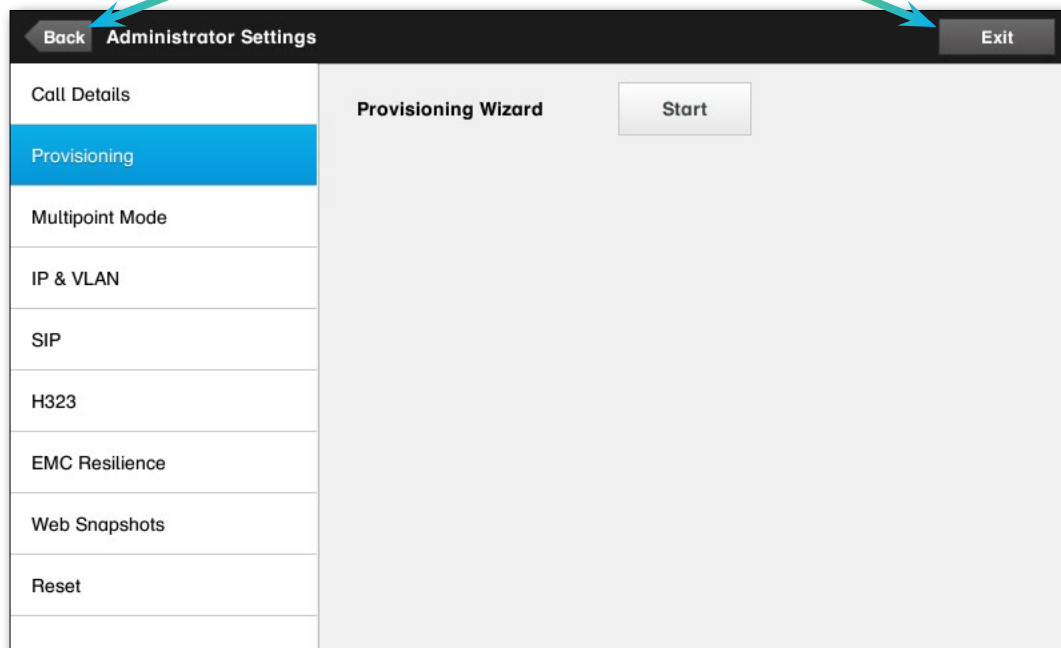 Back Administrator Settings Exit
Call Details
Provisioning Wizard Start
Provisioning
Multipoint Mode
IP & VLAN
SIP
H323
EMC Resilience
Web Snapshots
Reset